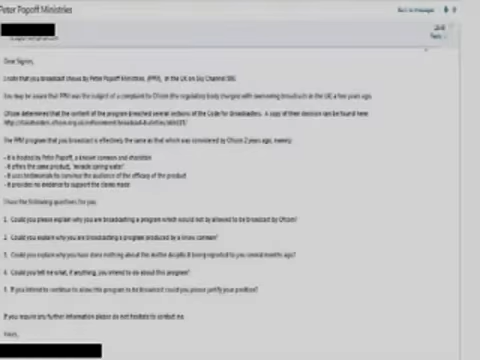 Peter Popoff Ministries
Dear Sir/s,
I note that you broadcast shows by Peter Popoff Ministries, (PPM), in the UK on Sky Channel
You may be aware that PPM was the subject of a complaint to Ofcom (the regulatory body charges with overseeing broadcasts in the UK) a few years ago.
Ofcom determined that the content of the program breached several sections of the Code for Broadcasters. A copy of their decision can be found here:
The PPM program that you broadcast is effectively the same as that which was considered by Ofcom 2 years ago, namely:
- It is hosted by Peter Popoff, a known conman and charlatan
- It offers the same product, 'miracle spring water'
- It uses testimonials to convince the audience of the efficacy of the product
- It provides no evidence to support the claims made
I have the following questions for you.
1. Could you please explain why you are broadcasting a program which would not by allowed to be broadcast by Ofcom?
2. Could you explain why you are broadcasting a program produced by a know conman?
3. Could you explain why you have done nothing about this matter despite it being reported to you several months ago?
4. Could you tell me what, if anything, you intend to do about this program?
5. If you intend to continue to allow this program to be broadcast could you please justify your position?
If you require any further information please do not hesitate to contact me.
Yours,